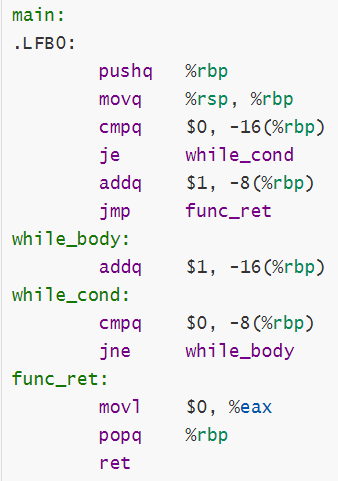 main:
.LFB0:
pushq %rbp
movq %rsp, %rbp
cmpq $0, -16(%rbp)
je while_cond
addq $1, -8(%rbp)
jmp func_ret
while_body:
addq $1, -16(%rbp)
while_cond:
cmpq $0, -8(%rbp)
jne while_body
func_ret:
movl $0, %eax
popq %rbp
ret